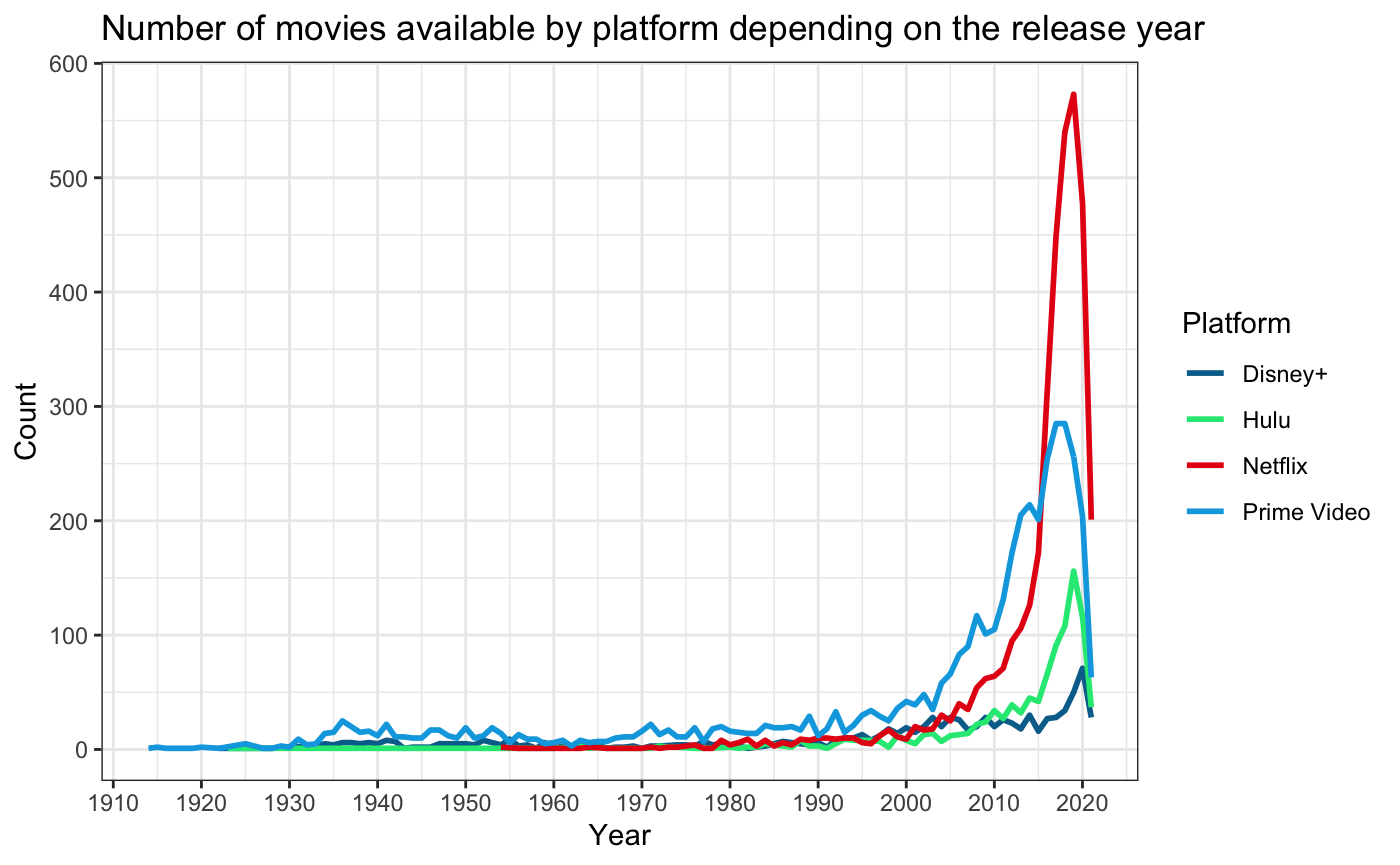 Number of movies available by platform depending on the release year
600
500
400
300
200
100
0
Count
1910 1920 1930 1940 1950 1960 1970 1980 1990 2000 2010 2020
Year
Platform
Disney+
Hulu
Netflix
Prime Video